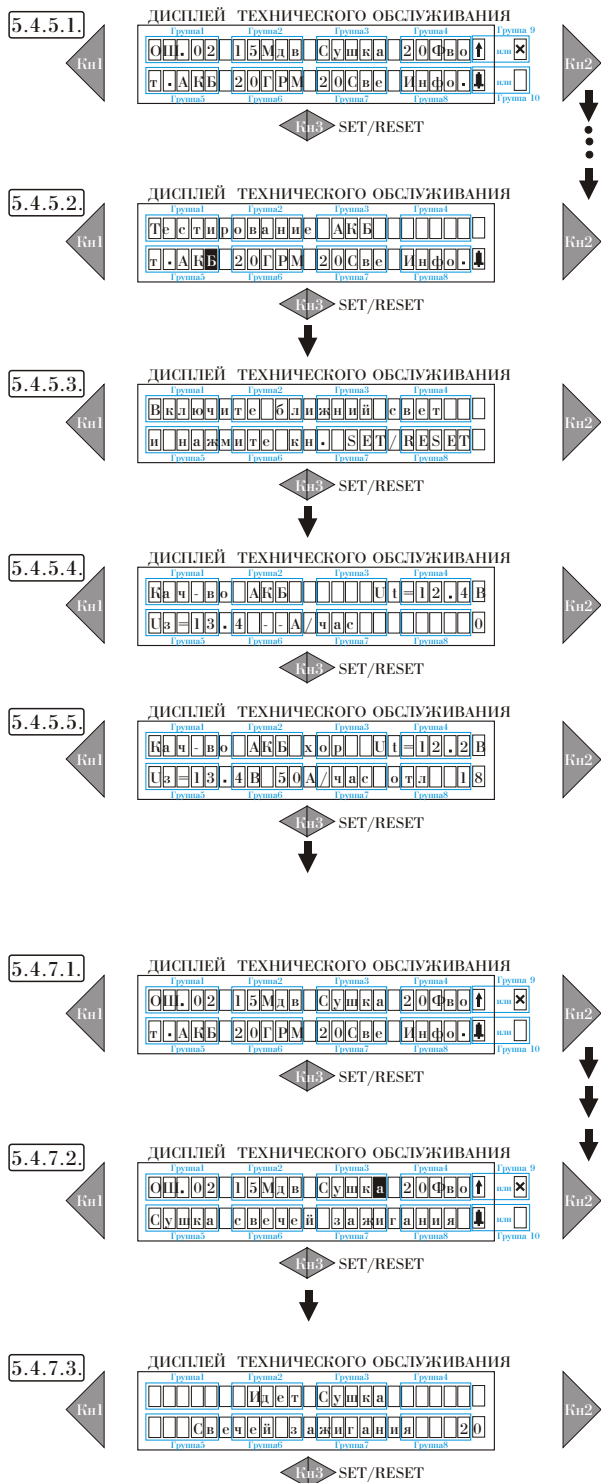 5.4.5.1.
ДИСПЛЕЙ ТЕХНИЧЕСКОГО ОБСЛУЖИВАНИЯ
Группа1 Группа2 Группа3 Группа4 Группа 9
Кн1 ОШ.02 15Мдв Сушка 20Фво ↑ или × Кн2
т.АКБ 20ГРМ 20Све Инфо. или
Группа5 Группа6 Группа7 Группа8 Группа 10
Кн3 SET/RESET
5.4.5.2.
ДИСПЛЕЙ ТЕХНИЧЕСКОГО ОБСЛУЖИВАНИЯ
Группа1 Группа2 Группа3 Группа4
Кн1 Тестирование АКБ Кн2
т.АКБ 20ГРМ 20Све Инфо.
Группа5 Группа6 Группа7 Группа8
Кн3 SET/RESET
5.4.5.3.
ДИСПЛЕЙ ТЕХНИЧЕСКОГО ОБСЛУЖИВАНИЯ
Группа1 Группа2 Группа3 Группа4
Кн1 Включите ближний свет Кн2
и нажмите кн. SET/RESET
Группа5 Группа6 Группа7 Группа8
Кн3 SET/RESET
5.4.5.4.
ДИСПЛЕЙ ТЕХНИЧЕСКОГО ОБСЛУЖИВАНИЯ
Группа1 Группа2 Группа3 Группа4
Кн1 Кач-во АКБ Ut=12.4В Кн2
Uз=13.4 --А/час 0
Группа5 Группа6 Группа7 Группа8
Кн3 SET/RESET
5.4.5.5.
ДИСПЛЕЙ ТЕХНИЧЕСКОГО ОБСЛУЖИВАНИЯ
Группа1 Группа2 Группа3 Группа4
Кн1 Кач-во АКБ хор Ut=12.2В Кн2
Uз=13.4В 50А/час отл 18
Группа5 Группа6 Группа7 Группа8
Кн3 SET/RESET
5.4.7.1.
ДИСПЛЕЙ ТЕХНИЧЕСКОГО ОБСЛУЖИВАНИЯ
Группа1 Группа2 Группа3 Группа4 Группа 9
Кн1 ОШ.02 15Мдв Сушка 20Фво ↑ или × Кн2
т.АКБ 20ГРМ 20Све Инфо. или
Группа5 Группа6 Группа7 Группа8 Группа 10
Кн3 SET/RESET
5.4.7.2.
ДИСПЛЕЙ ТЕХНИЧЕСКОГО ОБСЛУЖИВАНИЯ
Группа1 Группа2 Группа3 Группа4 Группа 9
Кн1 ОШ.02 15Мдв Сушка 20Фво ↑ или × Кн2
Сушка свечей зажигания или
Группа5 Группа6 Группа7 Группа8 Группа 10
Кн3 SET/RESET
5.4.7.3.
ДИСПЛЕЙ ТЕХНИЧЕСКОГО ОБСЛУЖИВАНИЯ
Группа1 Группа2 Группа3 Группа4
Кн1 Идет Сушка Кн2
Свечей зажигания 20
Группа5 Группа6 Группа7 Группа8
Кн3 SET/RESET